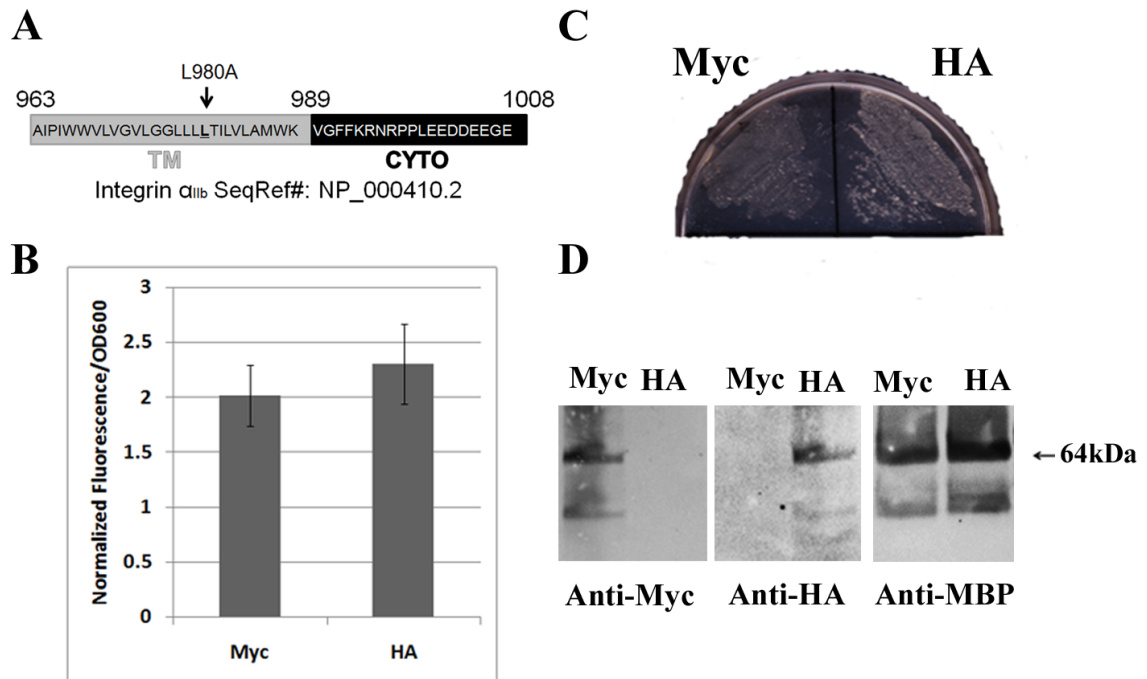 A
L980A
963 989 1008
AIPIWWVLVGVLGGLLLLTILVLAMWK VGFFKRNRPPLEEDDEEGE
TM CYTO
Integrin αIIb SeqRef#: NP_000410.2
B
Normalized Fluorescence/OD600
3
2.5
2
1.5
1
0.5
0
Myc HA
C
Myc HA
D
Myc HA Myc HA Myc HA
←64kDa
Anti-Myc Anti-HA Anti-MBP